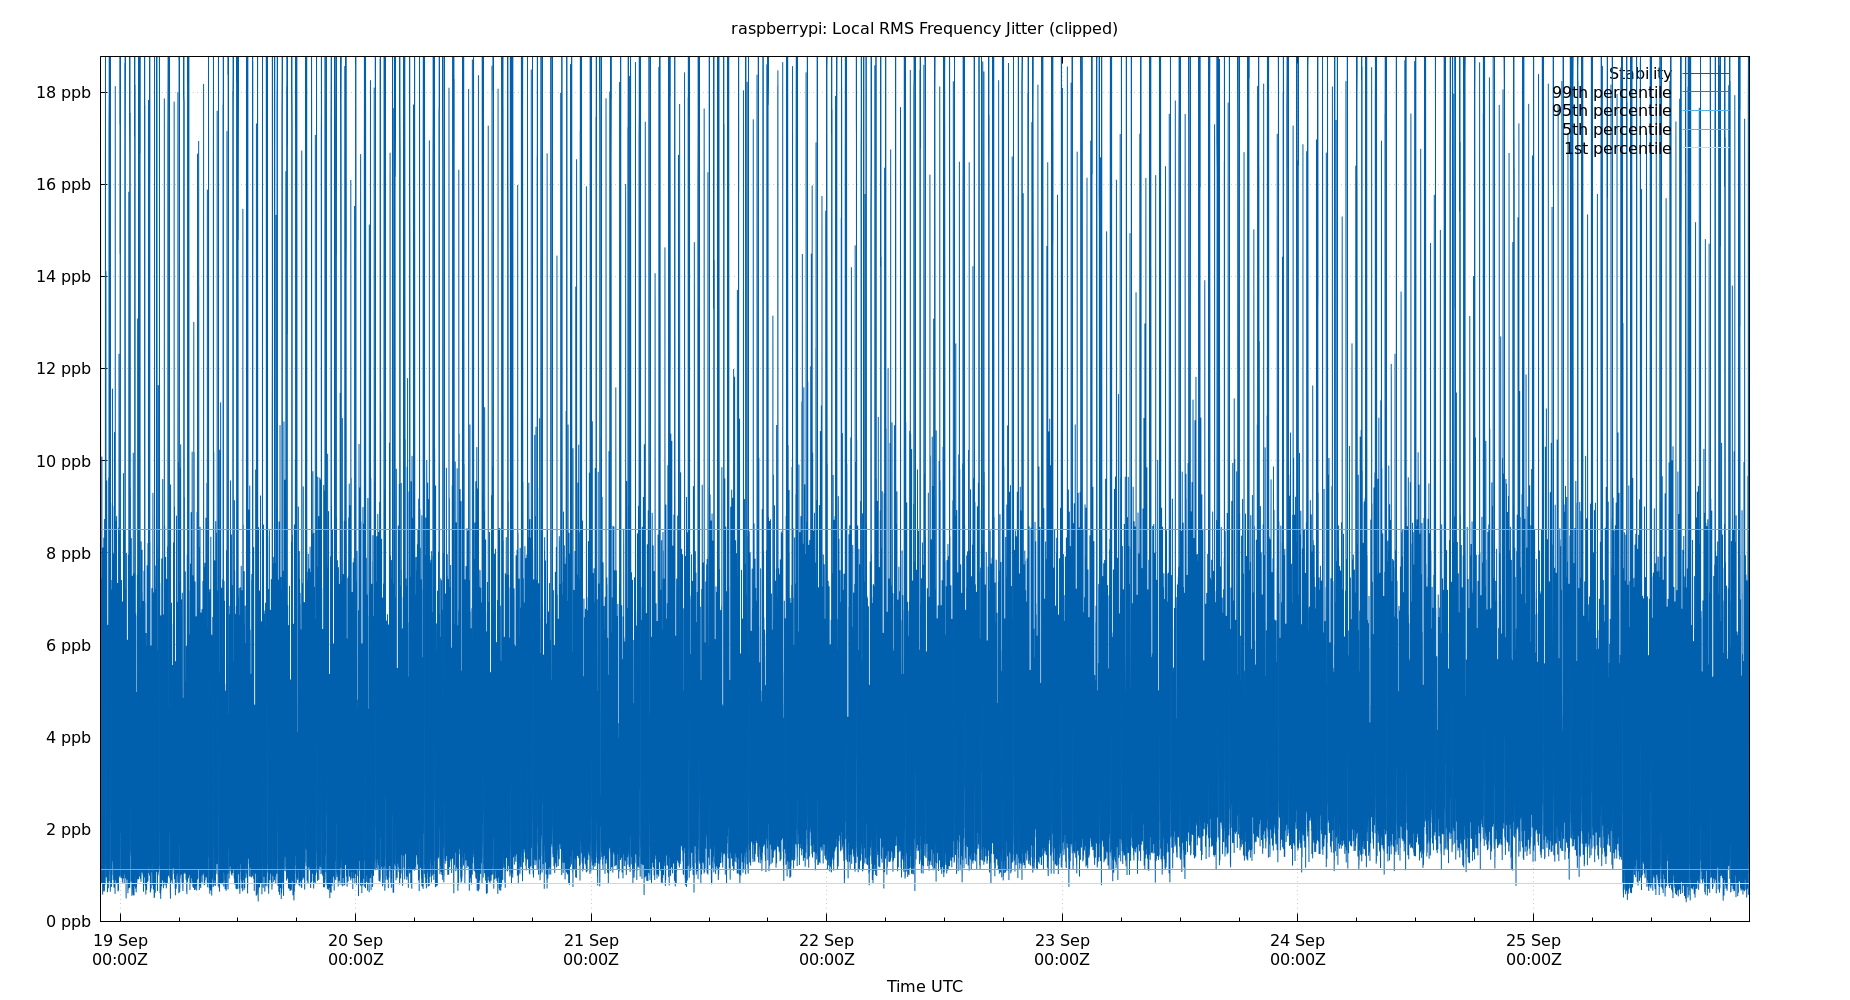 raspberrypi: Local RMS Frequency Jitter (clipped)
Stability
99th percentile
95th percentile
5th percentile
1st percentile
18 ppb
16 ppb
14 ppb
12 ppb
10 ppb
8 ppb
6 ppb
4 ppb
2 ppb
0 ppb
19 Sep 20 Sep 21 Sep 22 Sep 23 Sep 24 Sep 25 Sep
00:00Z 00:00Z 00:00Z 00:00Z 00:00Z 00:00Z 00:00Z
Time UTC